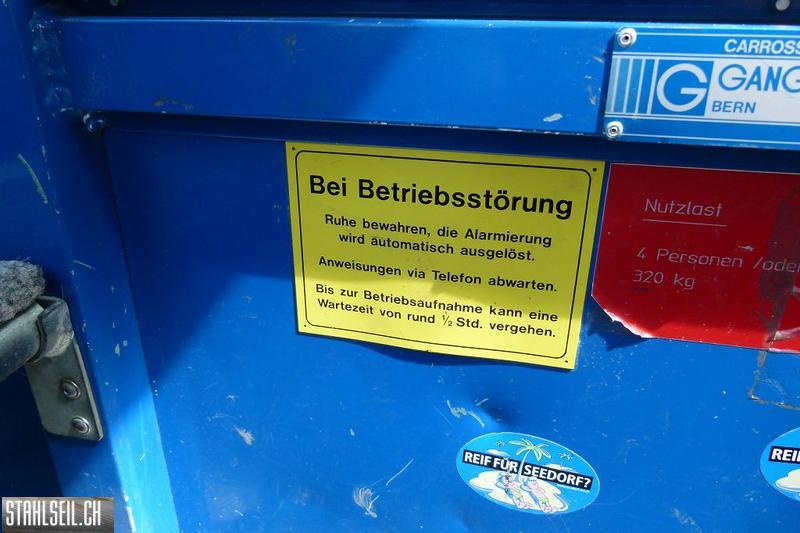 CARROSS
GANG
BERN
Bei Betriebsstörung
Ruhe bewahren, die Alarmierung
wird automatisch ausgelöst.
Anweisungen via Telefon abwarten.
Bis zur Betriebsaufnahme kann eine
Wartezeit von rund ½ Std. vergehen.
Nutzlast
4 Personen /oder
320 kg
REIF FÜR SEEDORF?
REI
STAHLSEIL.CH